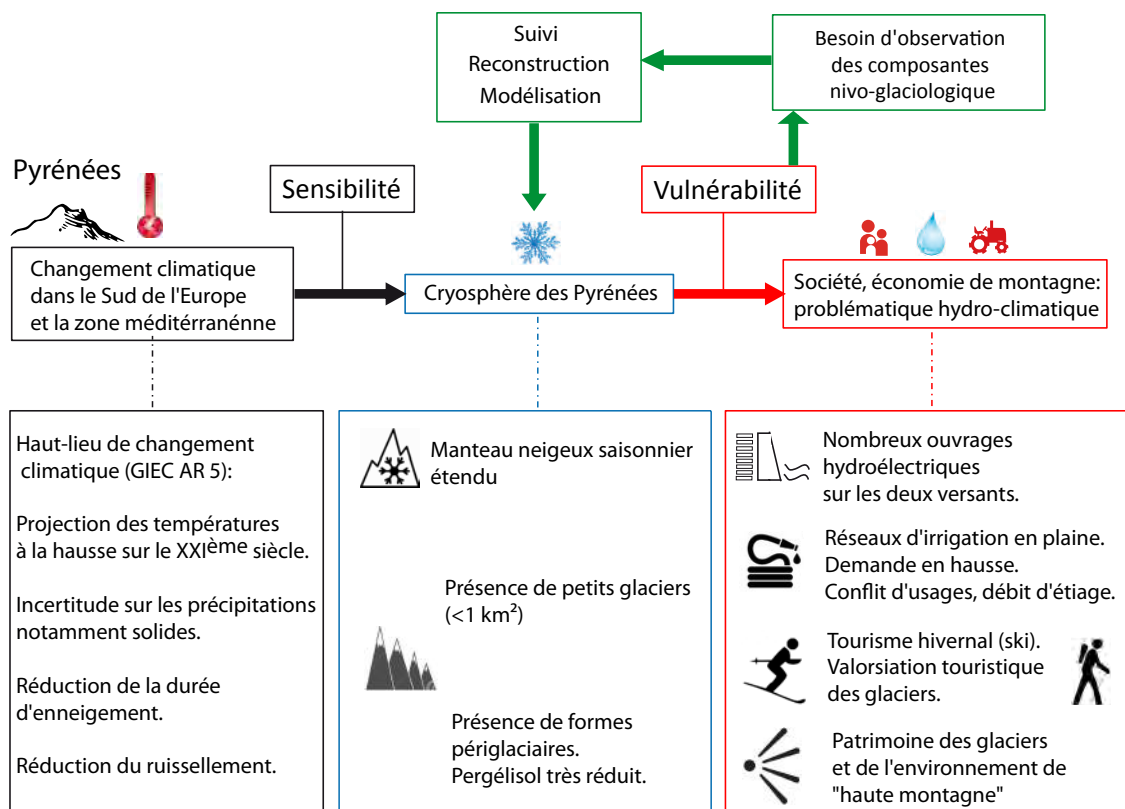 Suivi
Reconstruction
Modélisation
Besoin d'observation
des composantes
nivo-glaciologique
Pyrénées
Sensibilité
Vulnérabilité
Changement climatique
dans le Sud de l'Europe
et la zone méditérranénne
Cryosphère des Pyrénées
Société, économie de montagne:
problématique hydro-climatique
Haut-lieu de changement
climatique (GIEC AR 5):
Projection des températures
à la hausse sur le XXIème siècle.
Incertitude sur les précipitations
notamment solides.
Réduction de la durée
d'enneigement.
Réduction du ruissellement.
Manteau neigeux saisonnier
étendu
Présence de petits glaciers
(<1 km²)
Présence de formes
périglaciaires.
Pergélisol très réduit.
Nombreux ouvrages
hydroélectriques
sur les deux versants.
Réseaux d'irrigation en plaine.
Demande en hausse.
Conflit d'usages, débit d'étiage.
Tourisme hivernal (ski).
Valorsiation touristique
des glaciers.
Patrimoine des glaciers
et de l'environnement de
"haute montagne"